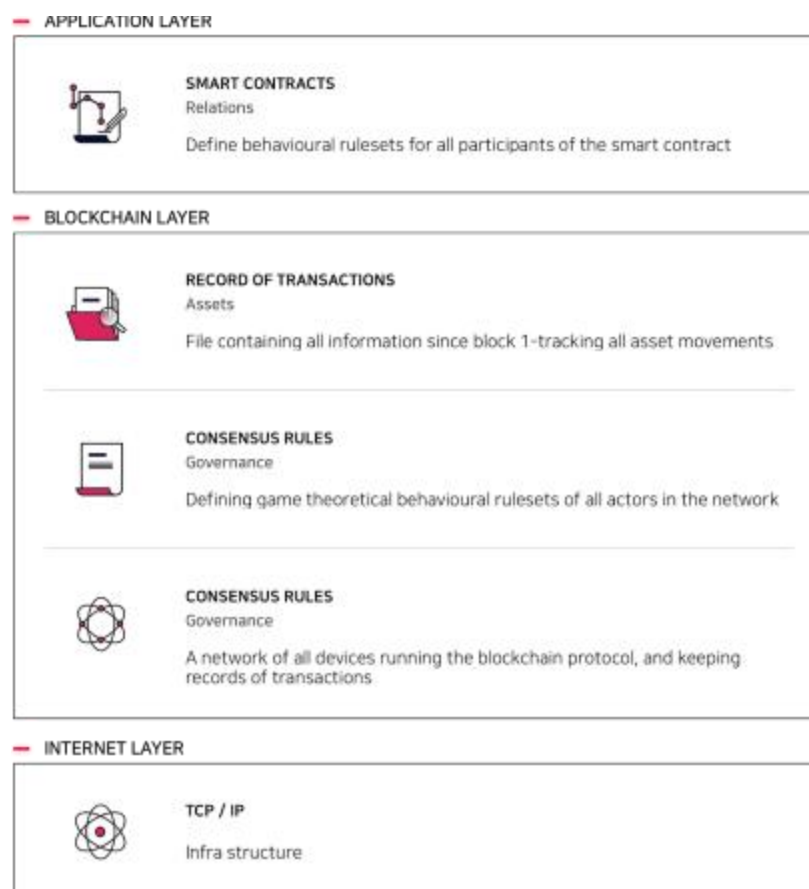 APPLICATION LAYER
SMART CONTRACTS
Relations
Define behavioural rulesets for all participants of the smart contract
BLOCKCHAIN LAYER
RECORD OF TRANSACTIONS
Assets
File containing all information since block 1-tracking all asset movements
CONSENSUS RULES
Governance
Defining game theoretical behavioural rulesets of all actors in the network
CONSENSUS RULES
Governance
A network of all devices running the blockchain protocol, and keeping
records of transactions
INTERNET LAYER
TCP / IP
Infra structure